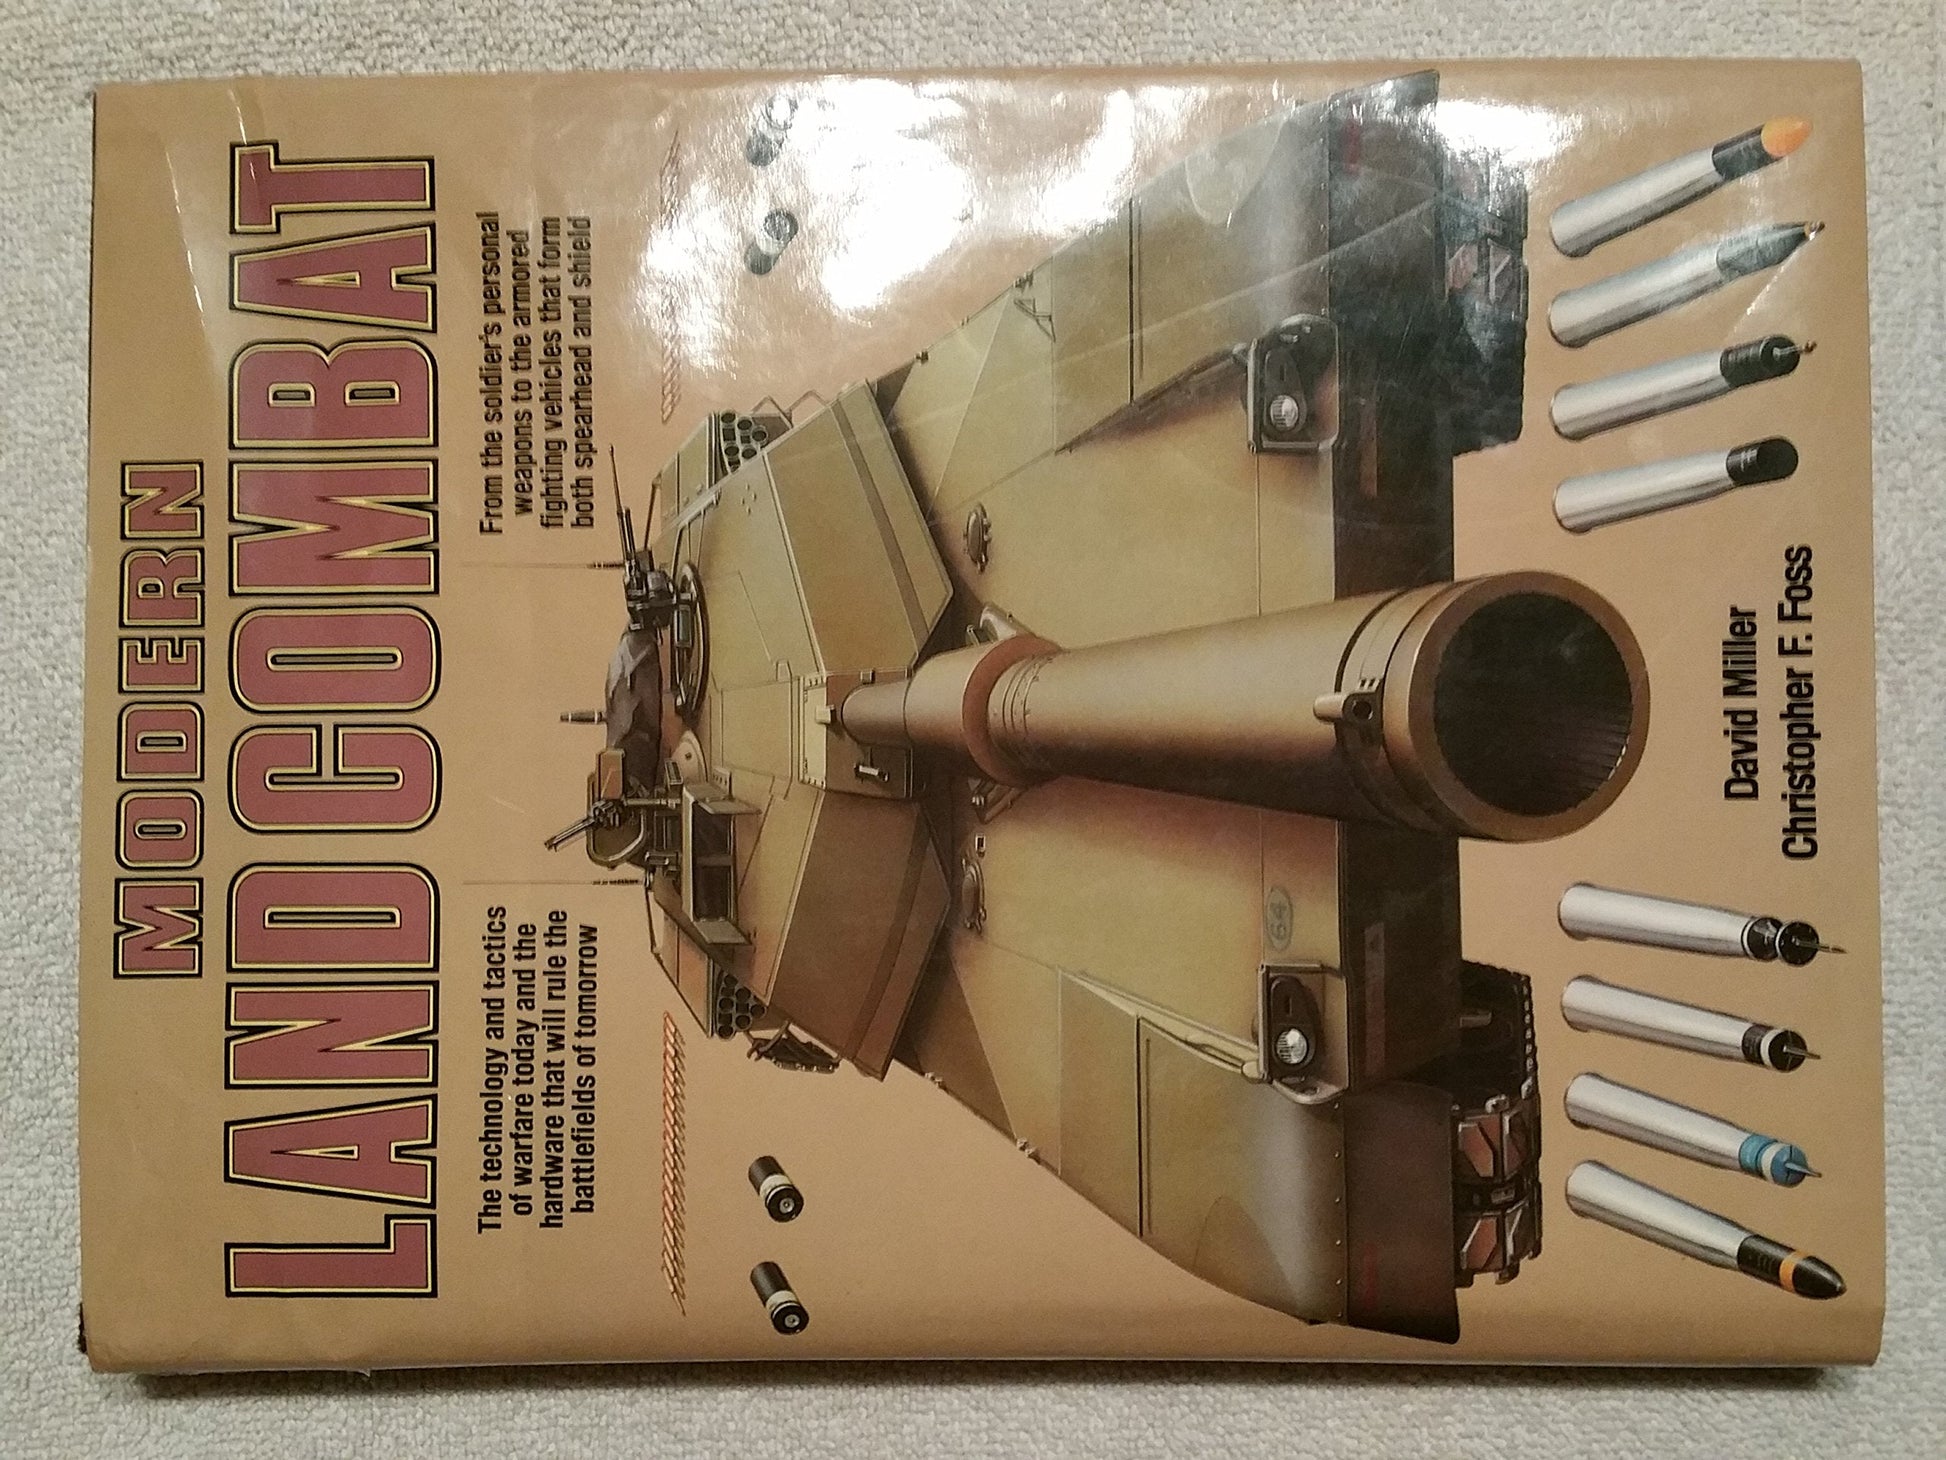 MODERN
LAND COMBAT
The technology and tactics
of warfare today and the
hardware that will rule the
battlefields of tomorrow
From the soldier's personal
weapons to the armored
fighting vehicles that form
both spearhead and shield
64
David Miller
Christopher F. Foss